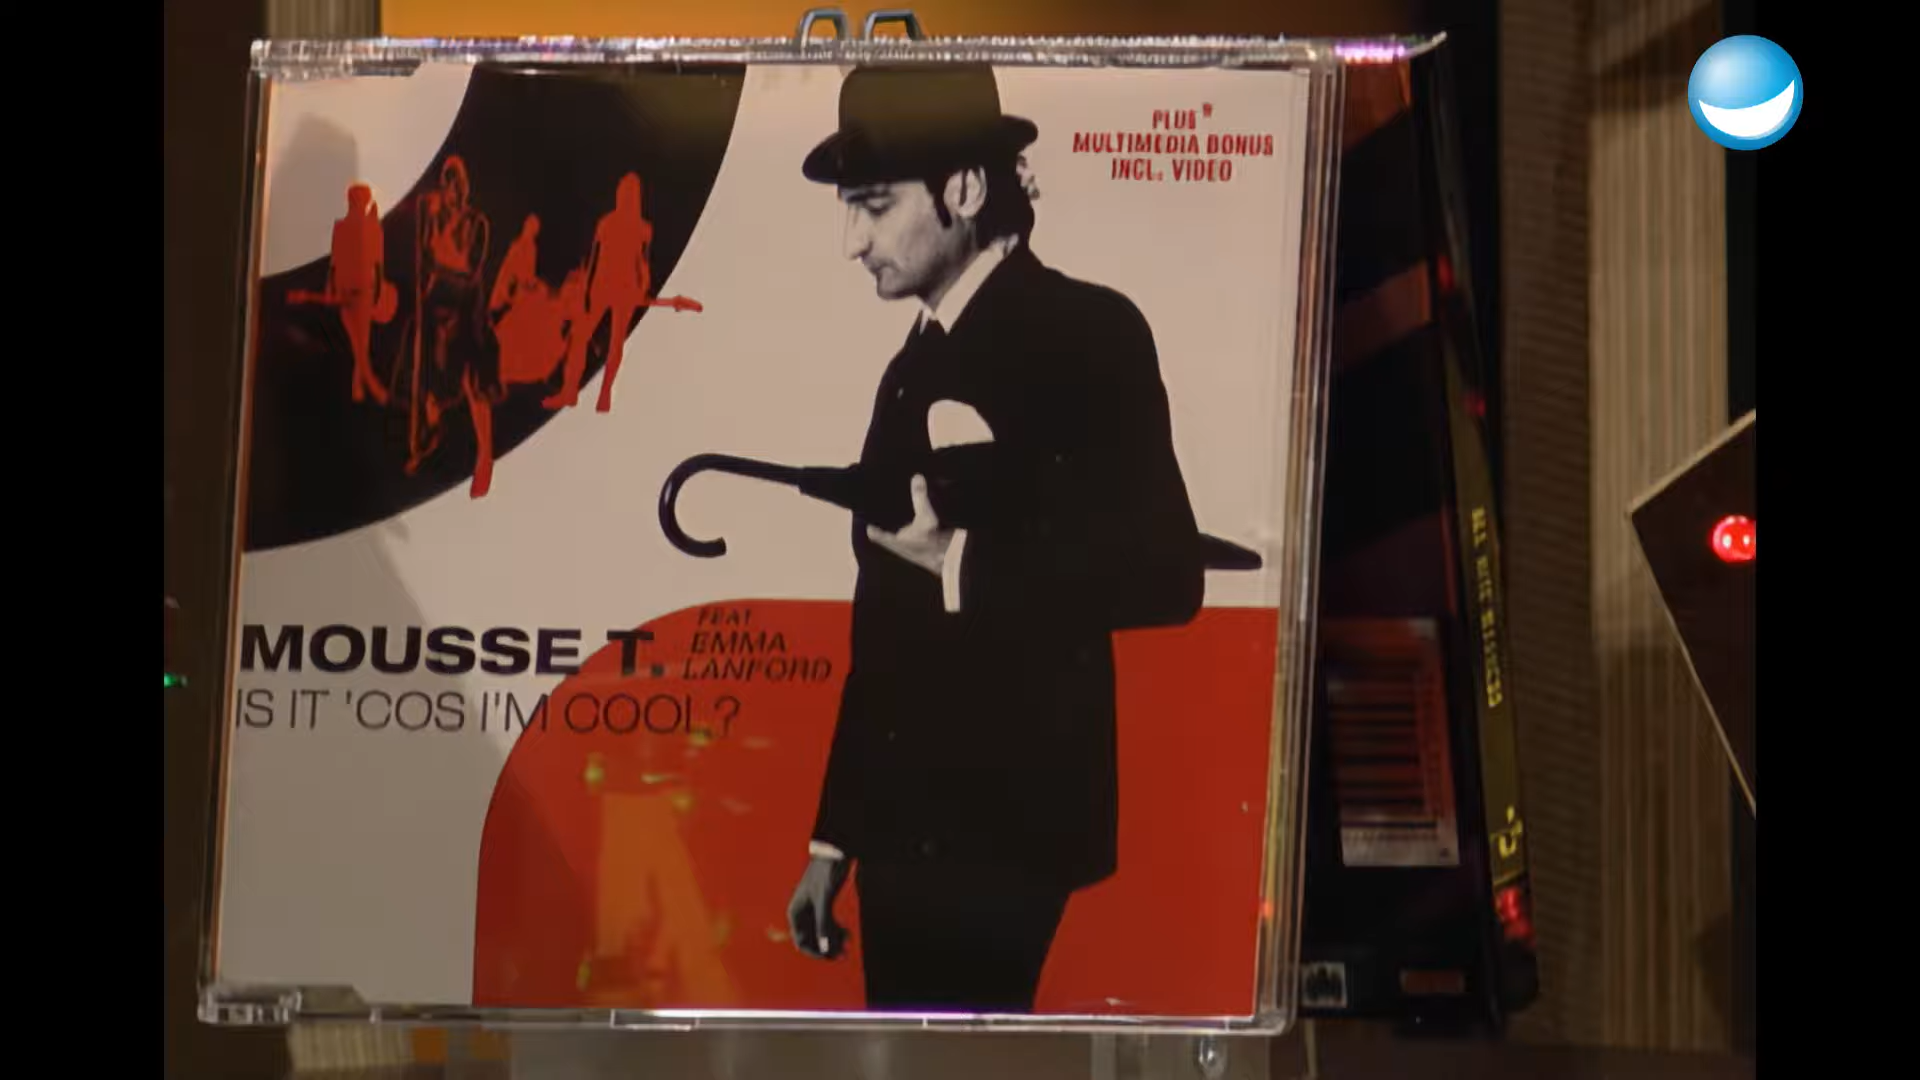 PLUS*
MULTIMEDIA BONUS
INCL. VIDEO
MOUSSE T.
FEAT.
EMMA
LANFORD
IS IT 'COS I'M COOL?